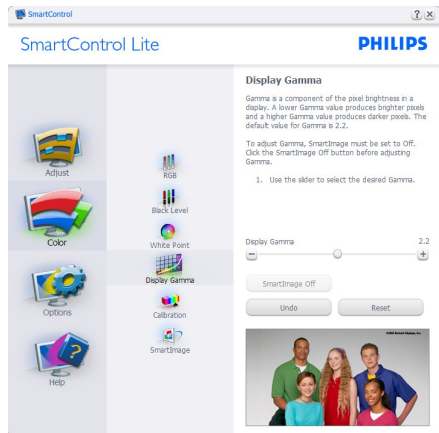 SmartControl
? ×
SmartControl Lite
PHILIPS
Adjust
Color
Options
Help
RGB
Black Level
White Point
Display Gamma
Calibration
SmartImage
Display Gamma
Gamma is a component of the pixel brightness in a
display. A lower Gamma value produces brighter pixels
and a higher Gamma value produces darker pixels. The
default value for Gamma is 2.2.
To adjust Gamma, SmartImage must be set to Off.
Click the SmartImage Off button before adjusting
Gamma.
1. Use the slider to select the desired Gamma.
Display Gamma 2.2
SmartImage Off
Undo Reset